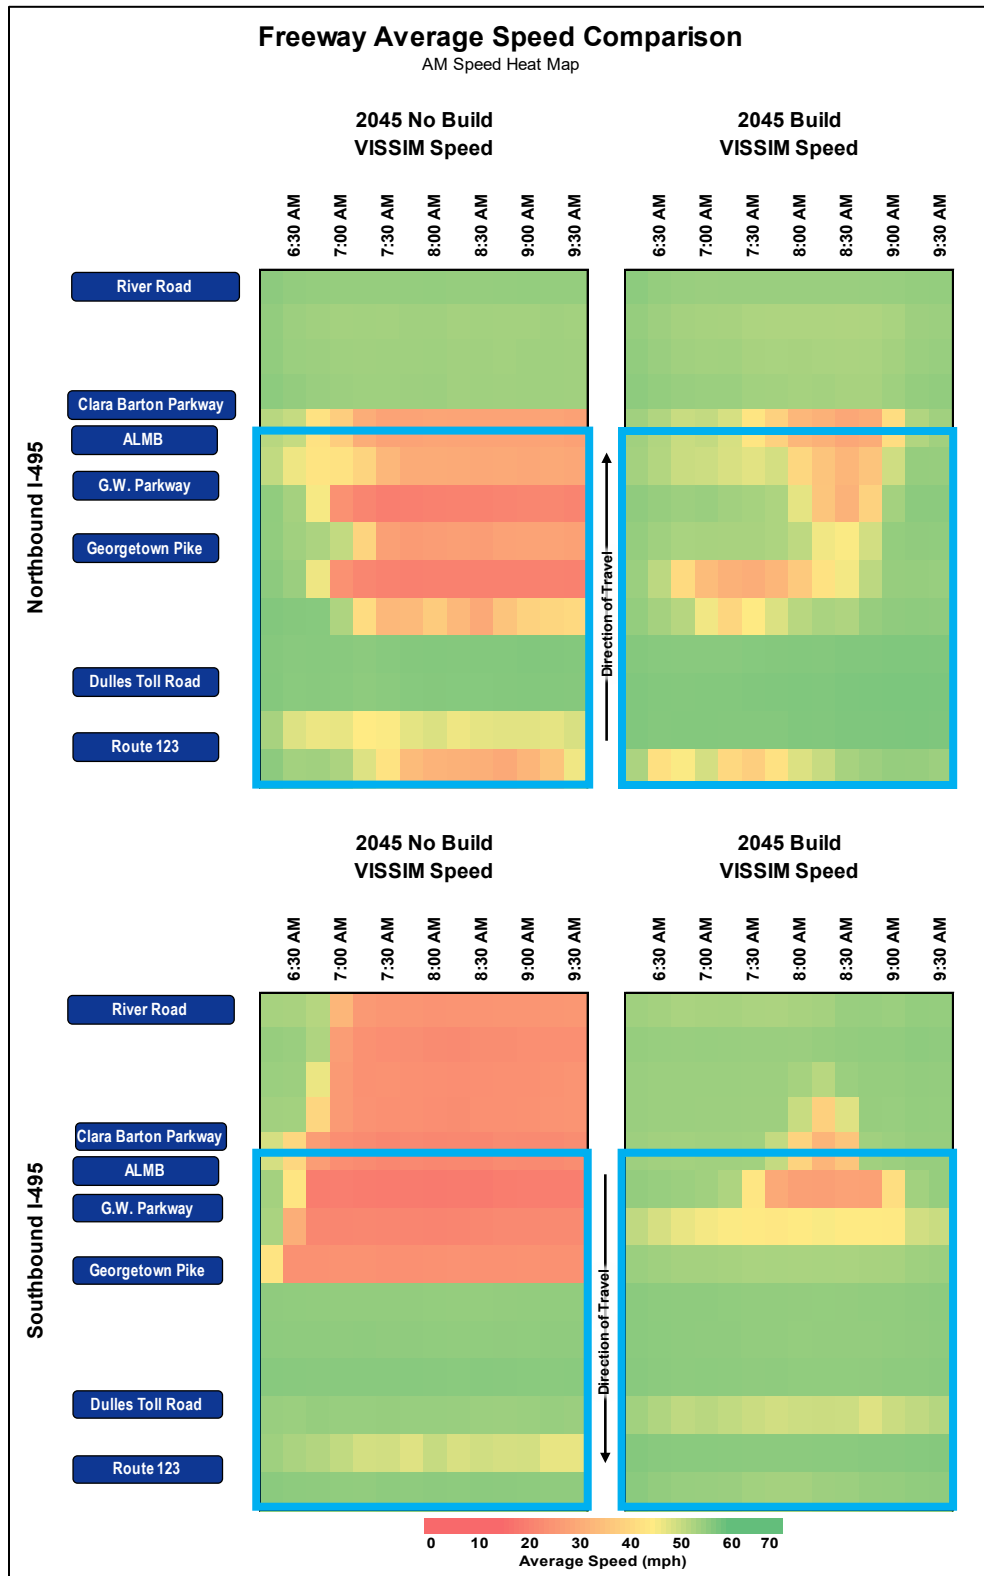 Freeway Average Speed Comparison
AM Speed Heat Map
2045 No Build
VISSIM Speed
2045 Build
VISSIM Speed
6:30 AM
7:00 AM
7:30 AM
8:00 AM
8:30 AM
9:00 AM
9:30 AM
6:30 AM
7:00 AM
7:30 AM
8:00 AM
8:30 AM
9:00 AM
9:30 AM
Northbound I-495
River Road
Clara Barton Parkway
ALMB
G.W. Parkway
Georgetown Pike
Dulles Toll Road
Route 123
Direction of Travel
2045 No Build
VISSIM Speed
2045 Build
VISSIM Speed
6:30 AM
7:00 AM
7:30 AM
8:00 AM
8:30 AM
9:00 AM
9:30 AM
6:30 AM
7:00 AM
7:30 AM
8:00 AM
8:30 AM
9:00 AM
9:30 AM
Southbound I-495
River Road
Clara Barton Parkway
ALMB
G.W. Parkway
Georgetown Pike
Dulles Toll Road
Route 123
Direction of Travel
0 10 20 30 40 50 60 70
Average Speed (mph)